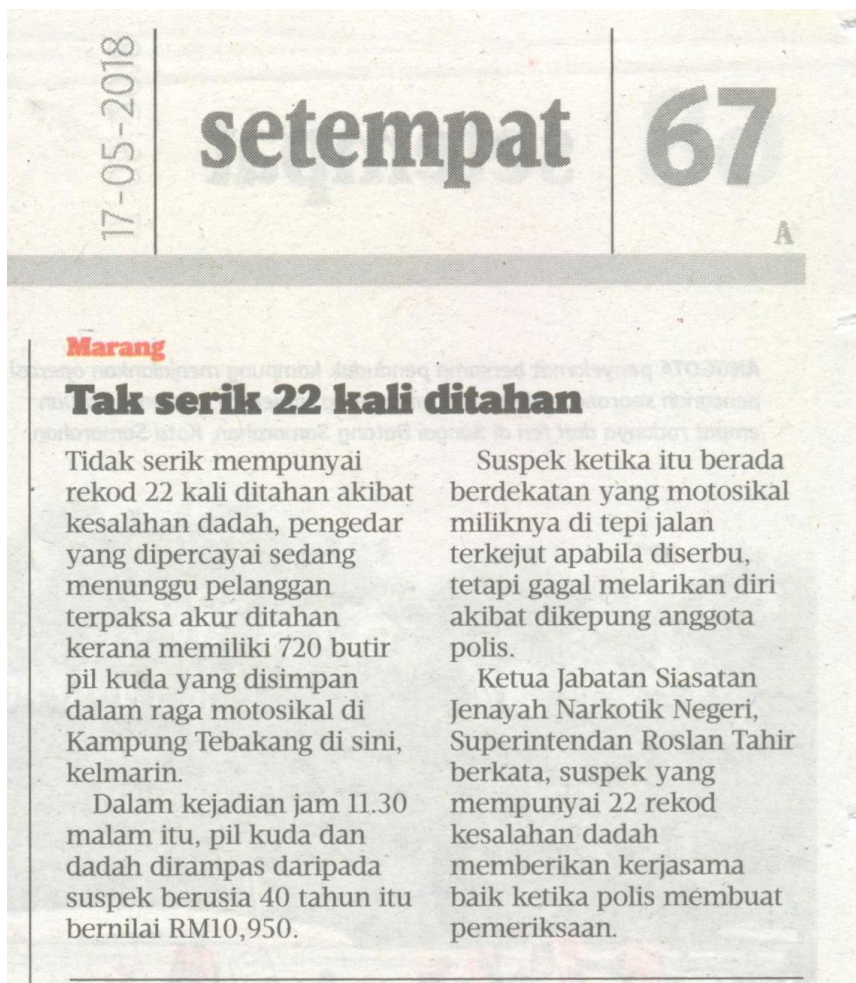 17-05-2018
setempat
67
A
Marang
Tak serik 22 kali ditahan
Tidak serik mempunyai
rekod 22 kali ditahan akibat
kesalahan dadah, pengedar
yang dipercayai sedang
menunggu pelanggan
terpaksa akur ditahan
kerana memiliki 720 butir
pil kuda yang disimpan
dalam raga motosikal di
Kampung Tebakang di sini,
kelmarin.
Dalam kejadian jam 11.30
malam itu, pil kuda dan
dadah dirampas daripada
suspek berusia 40 tahun itu
bernilai RM10,950.
Suspek ketika itu berada
berdekatan yang motosikal
miliknya di tepi jalan
terkejut apabila diserbu,
tetapi gagal melarikan diri
akibat dikepung anggota
polis.
Ketua Jabatan Siasatan
Jenayah Narkotik Negeri,
Superintendan Roslan Tahir
berkata, suspek yang
mempunyai 22 rekod
kesalahan dadah
memberikan kerjasama
baik ketika polis membuat
pemeriksaan.